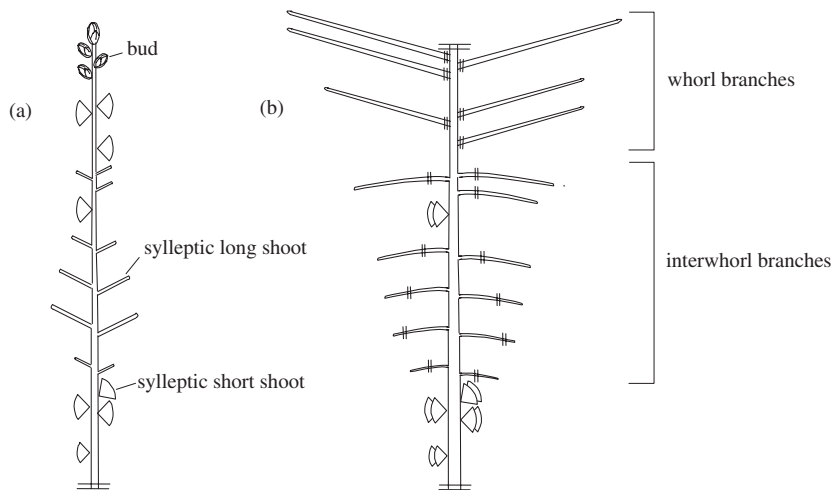 bud
(a)
(b)
whorl branches
sylleptic long shoot
interwhorl branches
sylleptic short shoot